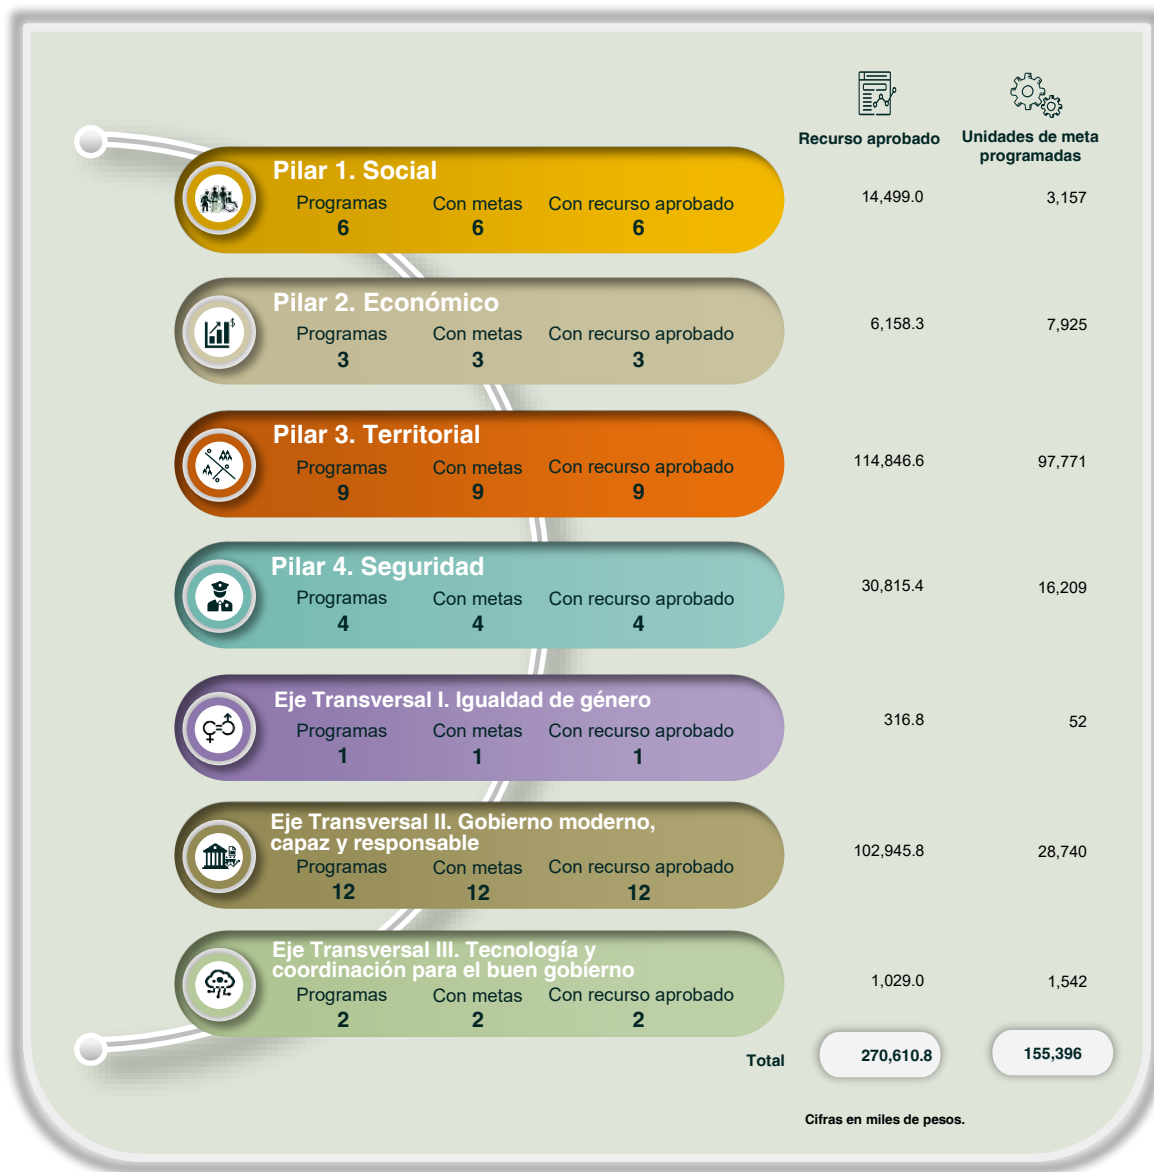 Recurso aprobado
Unidades de meta
programadas
Pilar 1. Social
Programas Con metas Con recurso aprobado
6 6 6
14,499.0 3,157
Pilar 2. Económico
Programas Con metas Con recurso aprobado
3 3 3
6,158.3 7,925
Pilar 3. Territorial
Programas Con metas Con recurso aprobado
9 9 9
114,846.6 97,771
Pilar 4. Seguridad
Programas Con metas Con recurso aprobado
4 4 4
30,815.4 16,209
Eje Transversal I. Igualdad de género
Programas Con metas Con recurso aprobado
1 1 1
316.8 52
Eje Transversal II. Gobierno moderno,
capaz y responsable
Programas Con metas Con recurso aprobado
12 12 12
102,945.8 28,740
Eje Transversal III. Tecnología y
coordinación para el buen gobierno
Programas Con metas Con recurso aprobado
2 2 2
1,029.0 1,542
Total 270,610.8 155,396
Cifras en miles de pesos.